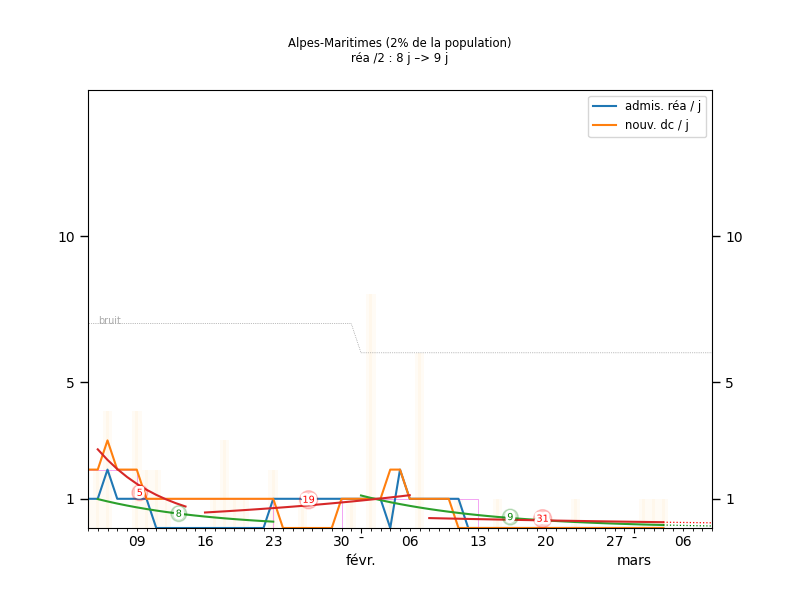 Alpes-Maritimes (2% de la population)
réa /2 : 8 j –> 9 j
admis. réa / j
nouv. dc / j
10 10
bruit
5 5
1 1
5 8 19 9 31
09 16 23 30 06 13 20 27 06
févr. mars